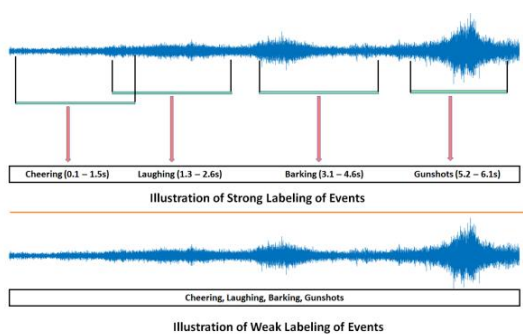 Cheering (0.1 – 1.5s) Laughing (1.3 – 2.6s) Barking (3.1 – 4.6s) Gunshots (5.2 – 6.1s)
Illustration of Strong Labeling of Events
Cheering, Laughing, Barking, Gunshots
Illustration of Weak Labeling of Events